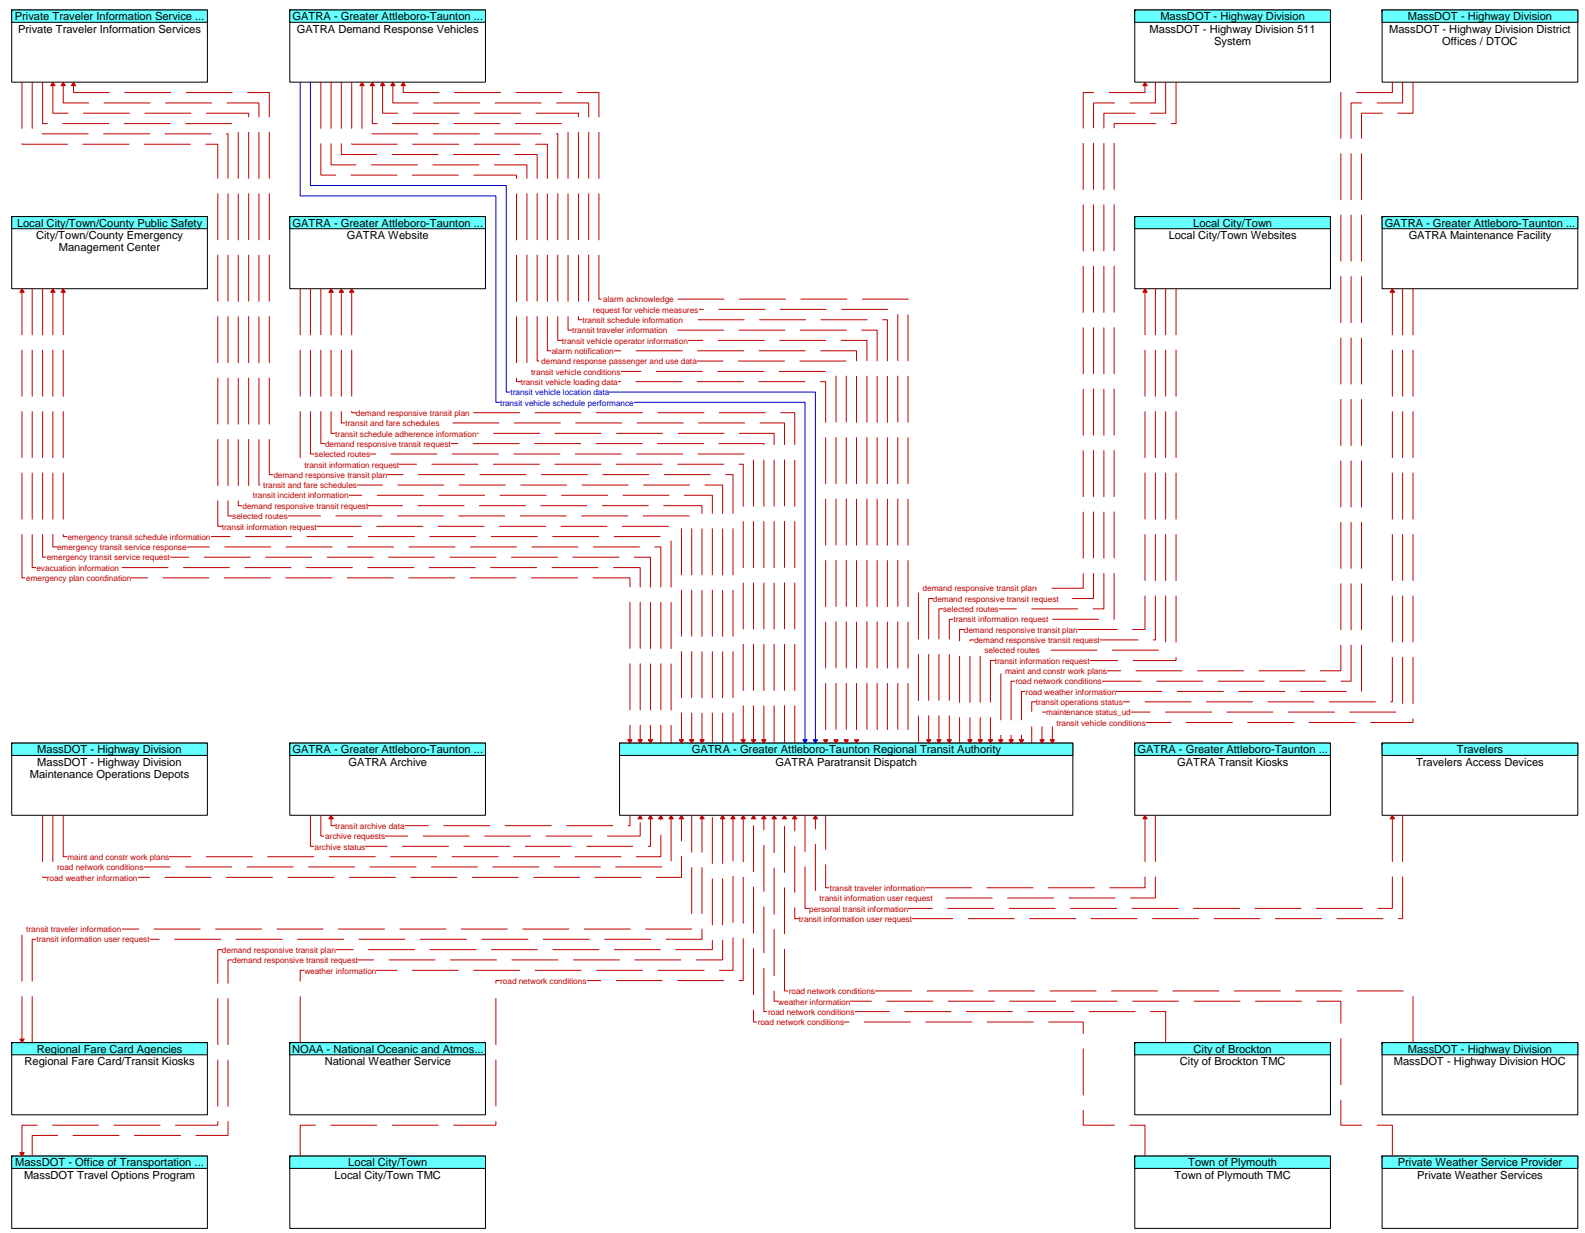 Private Traveler Information Service ...
Private Traveler Information Services
GATRA - Greater Attleboro-Taunton ...
GATRA Demand Response Vehicles
MassDOT - Highway Division
MassDOT - Highway Division 511
System
MassDOT - Highway Division
MassDOT - Highway Division District
Offices / DTOC
Local City/Town/County Public Safety
City/Town/County Emergency
Management Center
GATRA - Greater Attleboro-Taunton ...
GATRA Website
Local City/Town
Local City/Town Websites
GATRA - Greater Attleboro-Taunton ...
GATRA Maintenance Facility
alarm acknowledge
request for vehicle measures
transit schedule information
transit traveler information
transit vehicle operator information
alarm notification
demand response passenger and use data
transit vehicle conditions
transit vehicle loading data
transit vehicle location data
transit vehicle schedule performance
demand responsive transit plan
transit and fare schedules
transit schedule adherence information
demand responsive transit request
selected routes
transit information request
demand responsive transit plan
transit and fare schedules
transit incident information
demand responsive transit request
selected routes
transit information request
emergency transit schedule information
emergency transit service response
emergency transit service request
evacuation information
emergency plan coordination
demand responsive transit plan
demand responsive transit request
selected routes
transit information request
demand responsive transit plan
demand responsive transit request
selected routes
transit information request
maint and constr work plans
road network conditions
road weather information
transit operations status
maintenance status_ud
transit vehicle conditions
MassDOT - Highway Division
MassDOT - Highway Division
Maintenance Operations Depots
GATRA - Greater Attleboro-Taunton ...
GATRA Archive
GATRA - Greater Attleboro-Taunton Regional Transit Authority
GATRA Paratransit Dispatch
GATRA - Greater Attleboro-Taunton ...
GATRA Transit Kiosks
Travelers
Travelers Access Devices
transit archive data
archive requests
archive status
maint and constr work plans
road network conditions
road weather information
transit traveler information
transit information user request
personal transit information
transit information user request
transit traveler information
transit information user request
demand responsive transit plan
demand responsive transit request
weather information
road network conditions
road network conditions
weather information
road network conditions
road network conditions
Regional Fare Card Agencies
Regional Fare Card/Transit Kiosks
NOAA - National Oceanic and Atmos...
National Weather Service
City of Brockton
City of Brockton TMC
MassDOT - Highway Division
MassDOT - Highway Division HOC
MassDOT - Office of Transportation ...
MassDOT Travel Options Program
Local City/Town
Local City/Town TMC
Town of Plymouth
Town of Plymouth TMC
Private Weather Service Provider
Private Weather Services